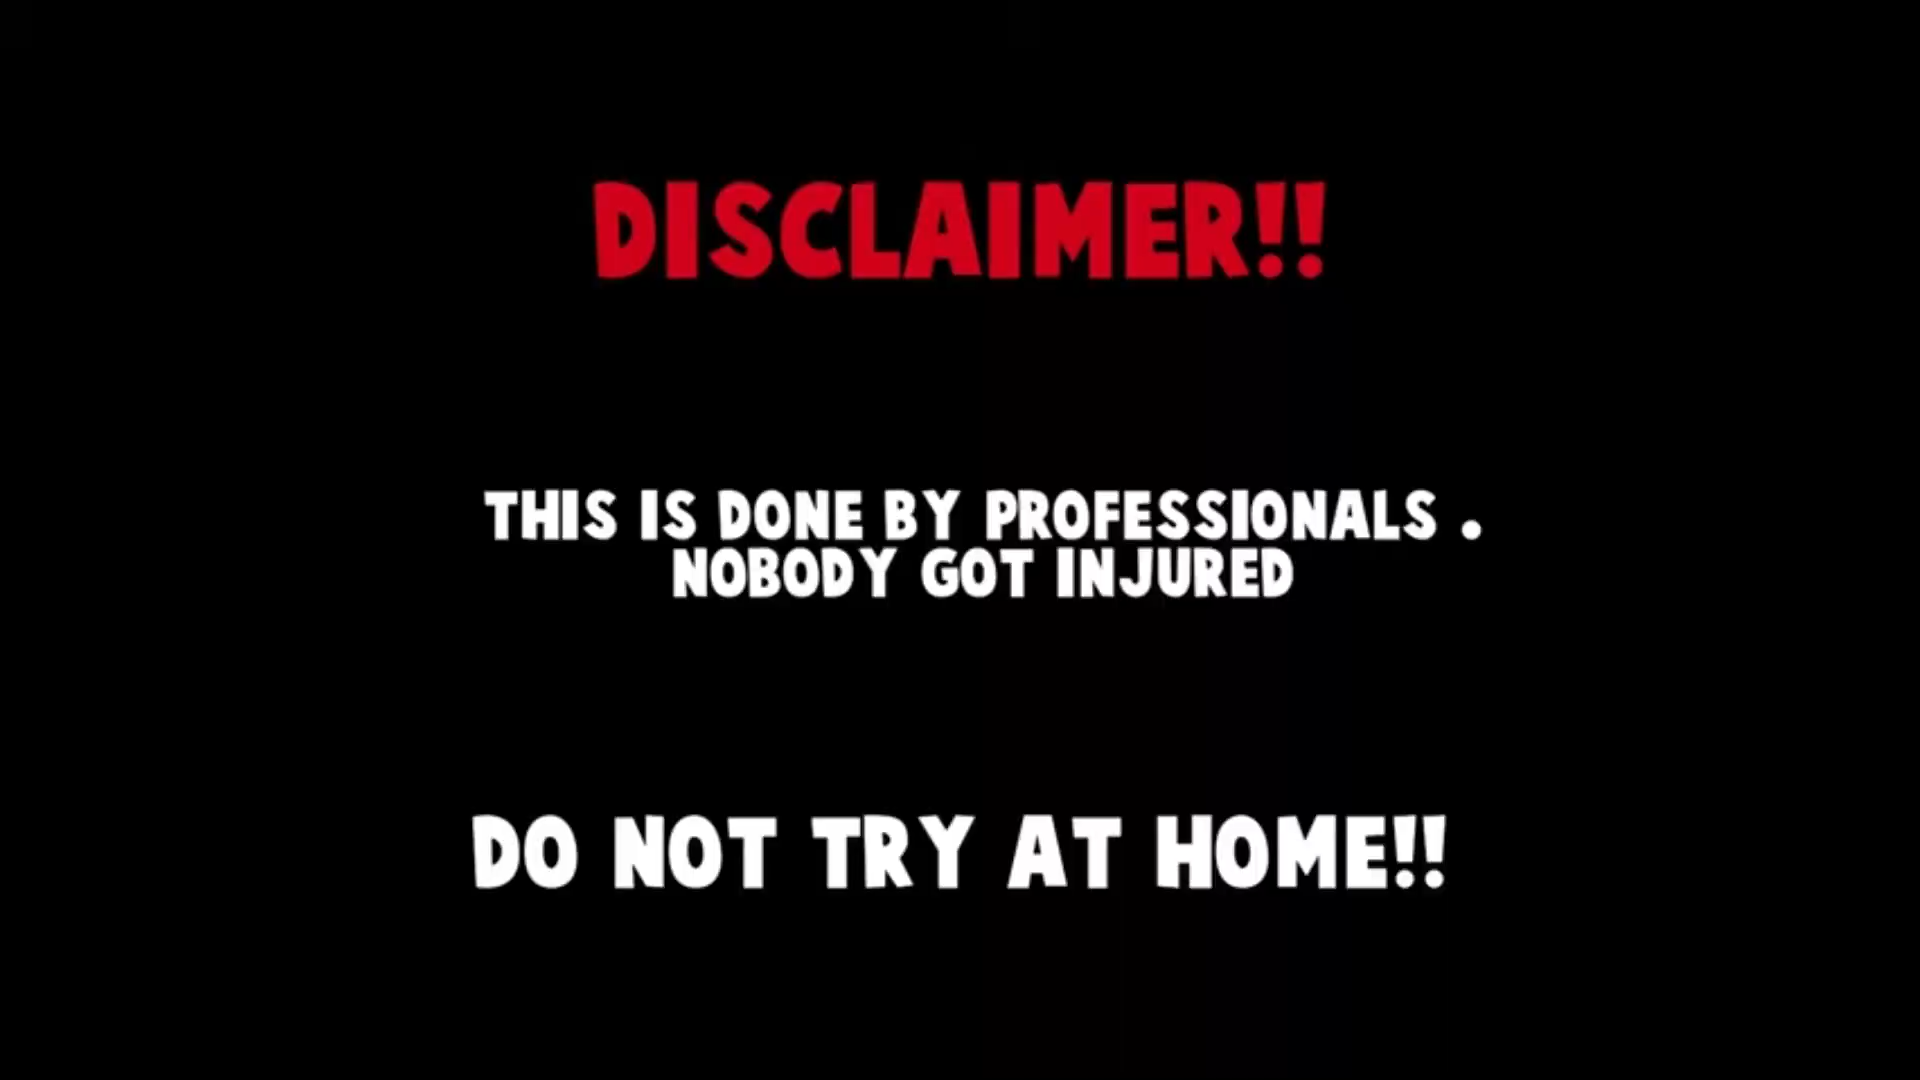 DISCLAIMER!!
THIS IS DONE BY PROFESSIONALS .
NOBODY GOT INJURED
DO NOT TRY AT HOME!!